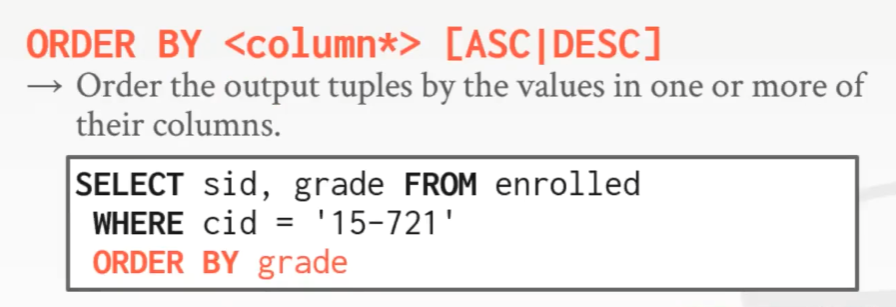 ORDER BY <column*> [ASC|DESC]
→ Order the output tuples by the values in one or more of
their columns.
SELECT sid, grade FROM enrolled
WHERE cid = '15-721'
ORDER BY grade